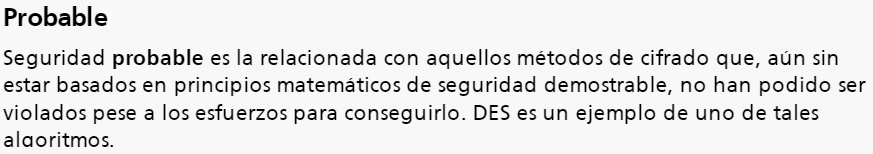 Probable
Seguridad probable es la relacionada con aquellos métodos de cifrado que, aún sin
estar basados en principios matemáticos de seguridad demostrable, no han podido ser
violados pese a los esfuerzos para conseguirlo. DES es un ejemplo de uno de tales
algoritmos.